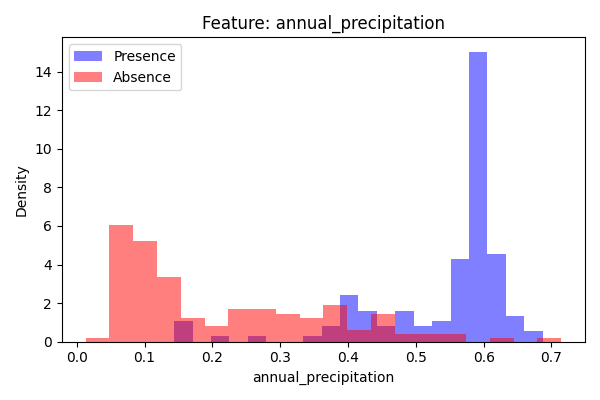 Feature: annual_precipitation
Presence
Absence
Density
14
12
10
8
6
4
2
0
0.0 0.1 0.2 0.3 0.4 0.5 0.6 0.7
annual_precipitation